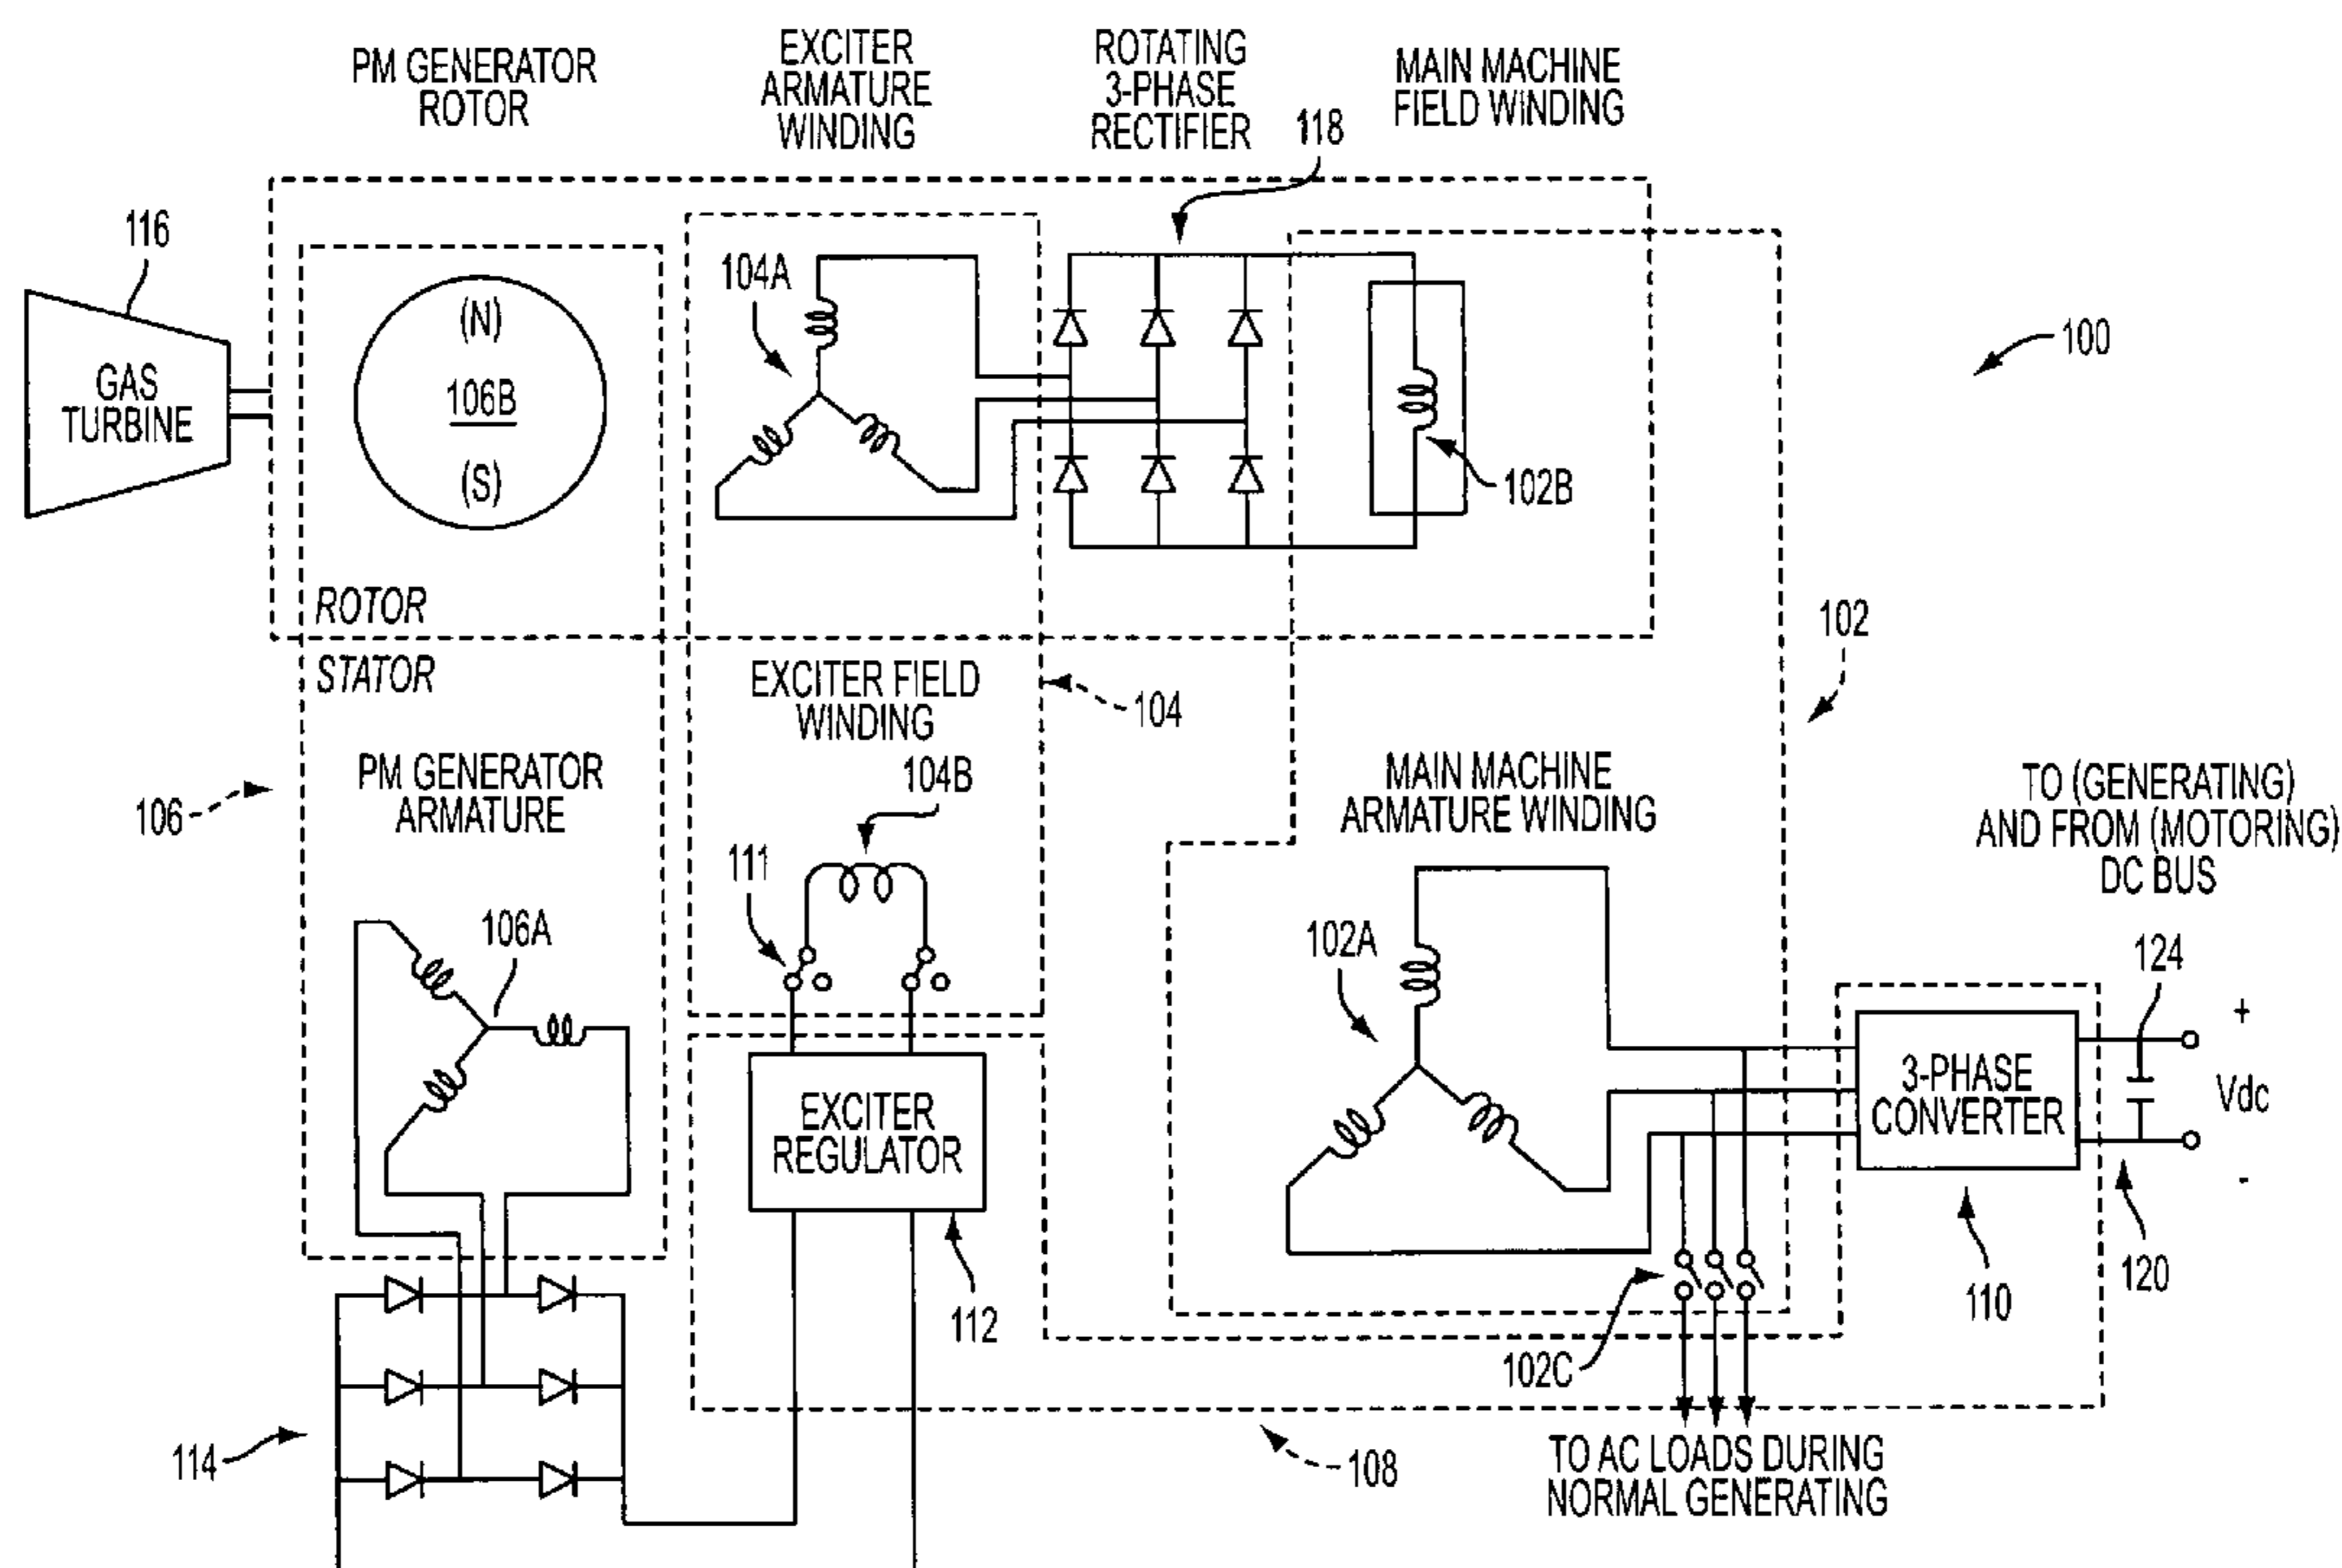 PM GENERATOR
ROTOR
EXCITER
ARMATURE
WINDING
ROTATING
3-PHASE
RECTIFIER
118
MAIN MACHINE
FIELD WINDING
116
GAS
TURBINE
(N)
106B
(S)
104A
102B
100
ROTOR
STATOR
102
EXCITER FIELD
WINDING
104
104B
106
PM GENERATOR
ARMATURE
MAIN MACHINE
ARMATURE WINDING
TO (GENERATING)
AND FROM (MOTORING)
DC BUS
111
106A
102A
124
+
3-PHASE
CONVERTER
Vdc
-
EXCITER
REGULATOR
112
110
120
102C
114
108
TO AC LOADS DURING
NORMAL GENERATING